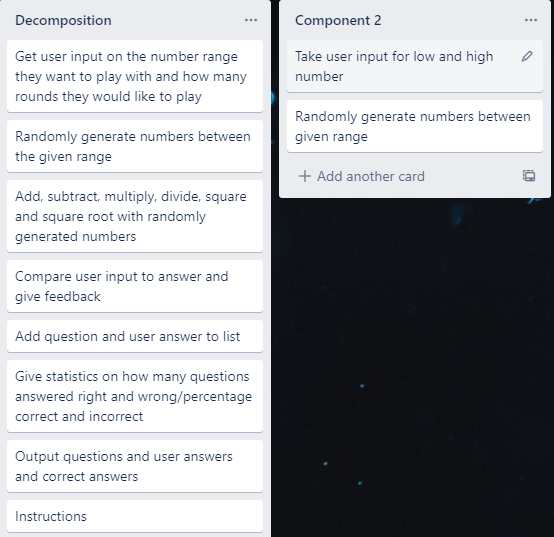 Decomposition
Get user input on the number range
they want to play with and how many
rounds they would like to play
Randomly generate numbers between
the given range
Add, subtract, multiply, divide, square
and square root with randomly
generated numbers
Compare user input to answer and
give feedback
Add question and user answer to list
Give statistics on how many questions
answered right and wrong/percentage
correct and incorrect
Output questions and user answers
and correct answers
Instructions
Component 2
Take user input for low and high
number
Randomly generate numbers between
given range
+ Add another card